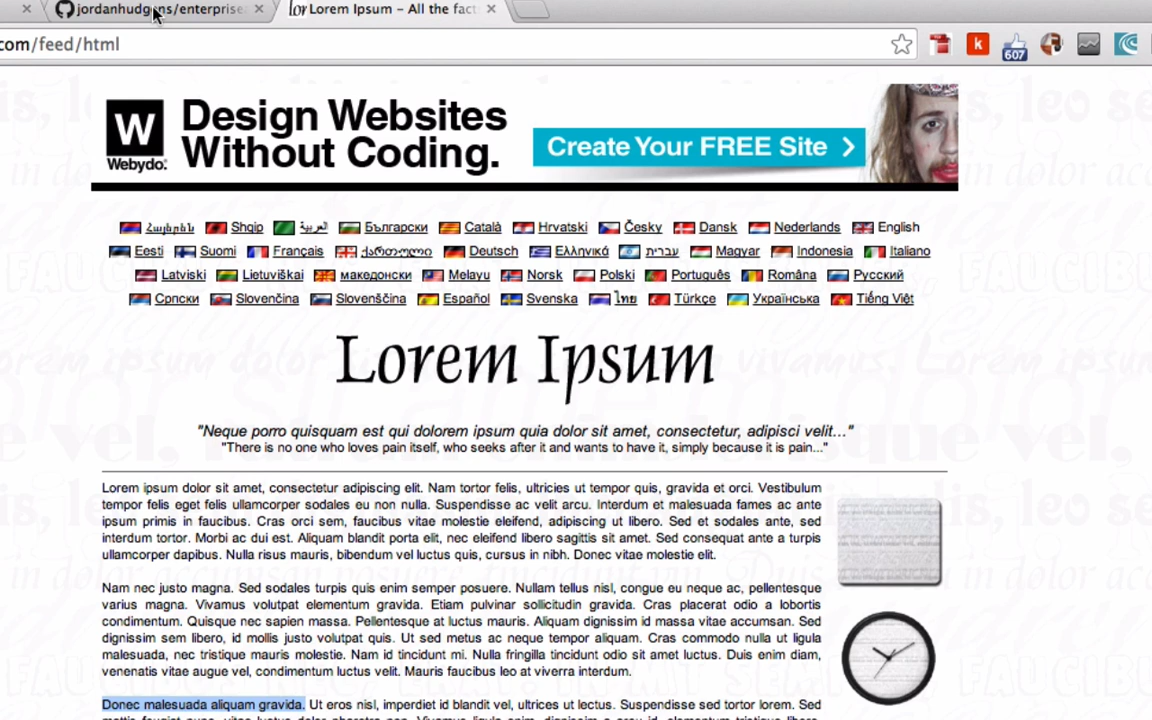 jordanhudgens/enterprise
Lorem Ipsum – All the fact
com/feed/html
607
W
Webydo.
Design Websites
Without Coding.
Create Your FREE Site
Հայերեն Shqip العربية Български Català Hrvatski Česky Dansk Nederlands English
Eesti Suomi Français ქართული Deutsch Ελληνικά עברית Magyar Indonesia Italiano
Latviski Lietuviškai македонски Melayu Norsk Polski Português Româna Русский
Српски Slovenčina Slovenščina Español Svenska ไทย Türkçe Українська Tiếng Việt
Lorem Ipsum
"Neque porro quisquam est qui dolorem ipsum quia dolor sit amet, consectetur, adipisci velit..."
"There is no one who loves pain itself, who seeks after it and wants to have it, simply because it is pain..."
Lorem ipsum dolor sit amet, consectetur adipiscing elit. Nam tortor felis, ultricies ut tempor quis, gravida et orci. Vestibulum
tempor felis eget felis ullamcorper sodales eu non nulla. Suspendisse ac velit arcu. Interdum et malesuada fames ac ante
ipsum primis in faucibus. Cras orci sem, faucibus vitae molestie eleifend, adipiscing ut libero. Sed et sodales ante, sed
interdum tortor. Morbi ac dui est. Aliquam blandit porta elit, nec eleifend libero sagittis sit amet. Sed consequat ante a turpis
ullamcorper dapibus. Nulla risus mauris, bibendum vel luctus quis, cursus in nibh. Donec vitae molestie elit.
Nam nec justo magna. Sed sodales turpis quis enim semper posuere. Nullam tellus nisl, congue eu neque ac, pellentesque
varius magna. Vivamus volutpat elementum gravida. Etiam pulvinar sollicitudin gravida. Cras placerat odio a lobortis
condimentum. Quisque nec sapien massa. Pellentesque at luctus mauris. Aliquam dignissim id massa vitae accumsan. Sed
dignissim sem libero, id mollis justo volutpat quis. Ut sed metus ac neque tempor aliquam. Cras commodo nulla ut ligula
malesuada, nec tristique mauris molestie. Nam id tincidunt mi. Nulla fringilla tincidunt odio sit amet luctus. Duis enim diam,
venenatis vitae augue vel, condimentum luctus velit. Mauris faucibus leo at viverra interdum.
Donec malesuada aliquam gravida. Ut eros nisl, imperdiet id blandit vel, ultrices ut lectus. Suspendisse sed tortor lorem. Sed